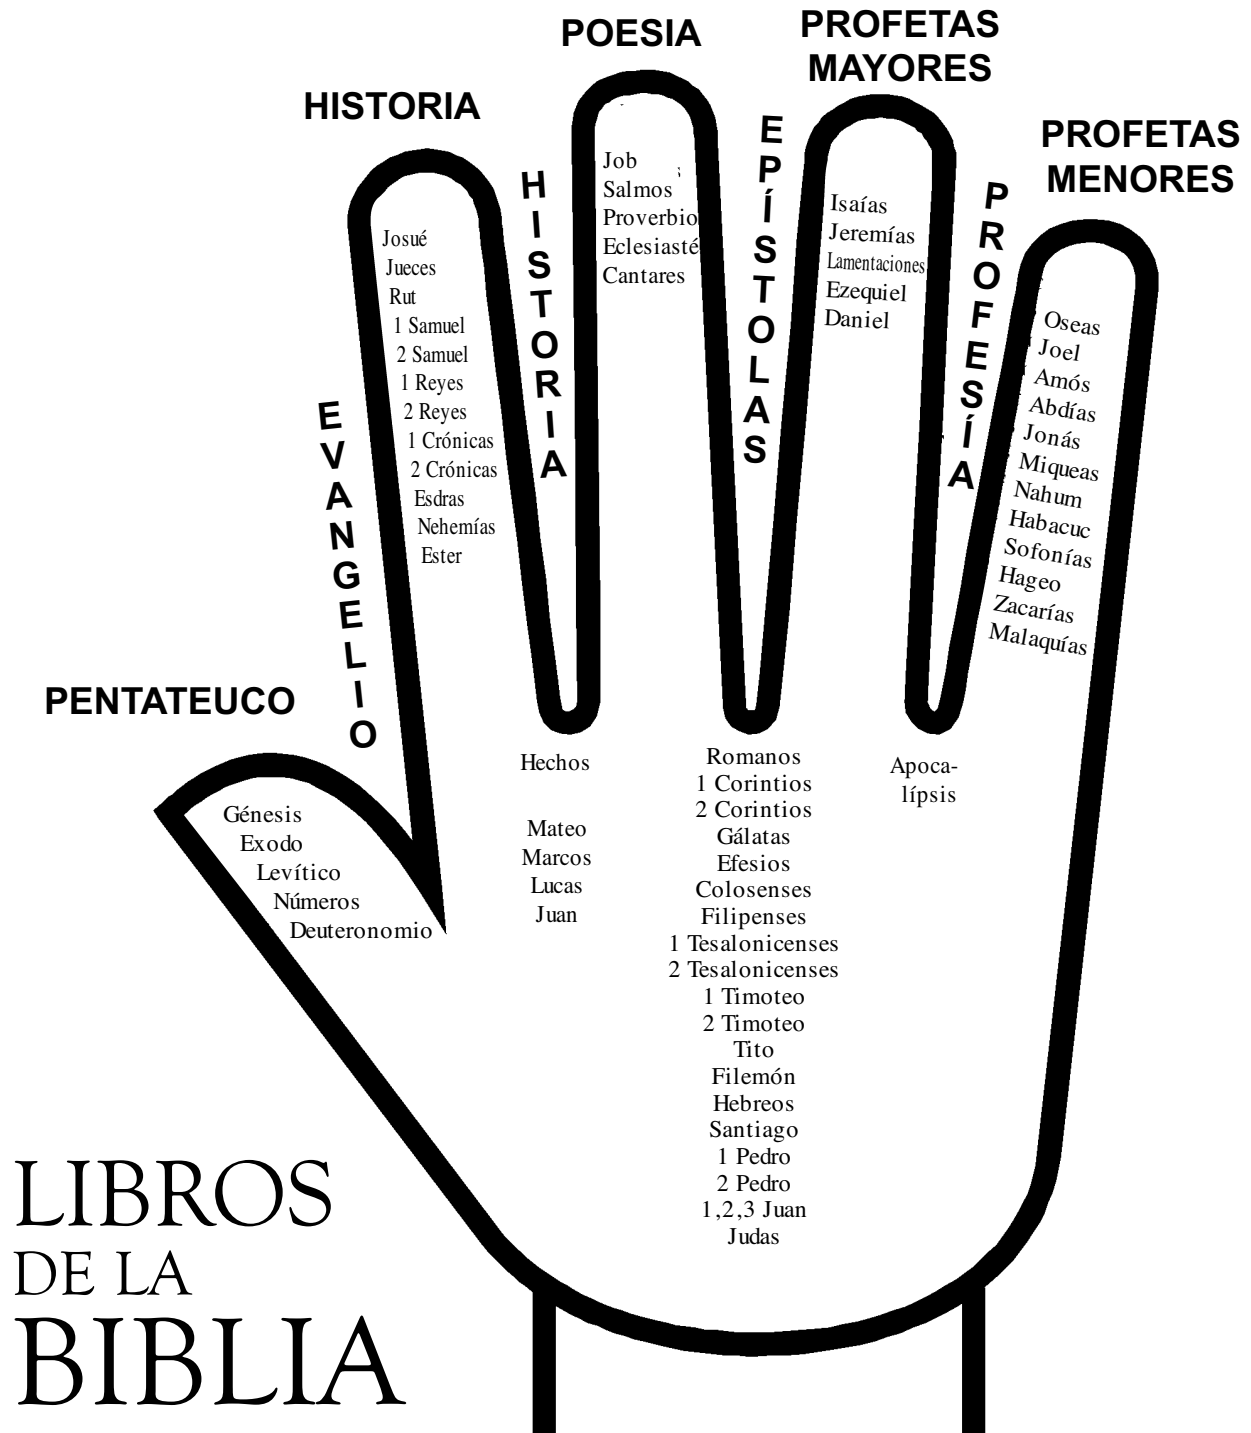 POESIA
PROFETAS
MAYORES
HISTORIA
PROFETAS
MENORES
PENTATEUCO
EVANGELIO
HISTORIA
EPÍSTOLAS
PROFESÍA
Génesis
Exodo
Levítico
Números
Deuteronomio
Josué
Jueces
Rut
1 Samuel
2 Samuel
1 Reyes
2 Reyes
1 Crónicas
2 Crónicas
Esdras
Nehemías
Ester
Job
Salmos
Proverbio
Eclesiasté
Cantares
Isaías
Jeremías
Lamentaciones
Ezequiel
Daniel
Oseas
Joel
Amós
Abdías
Jonás
Miqueas
Nahum
Habacuc
Sofonías
Hageo
Zacarías
Malaquías
Hechos
Mateo
Marcos
Lucas
Juan
Romanos
1 Corintios
2 Corintios
Gálatas
Efesios
Colosenses
Filipenses
1 Tesalonicenses
2 Tesalonicenses
1 Timoteo
2 Timoteo
Tito
Filemón
Hebreos
Santiago
1 Pedro
2 Pedro
1,2,3 Juan
Judas
Apoca-
lípsis
LIBROS
DE LA
BIBLIA